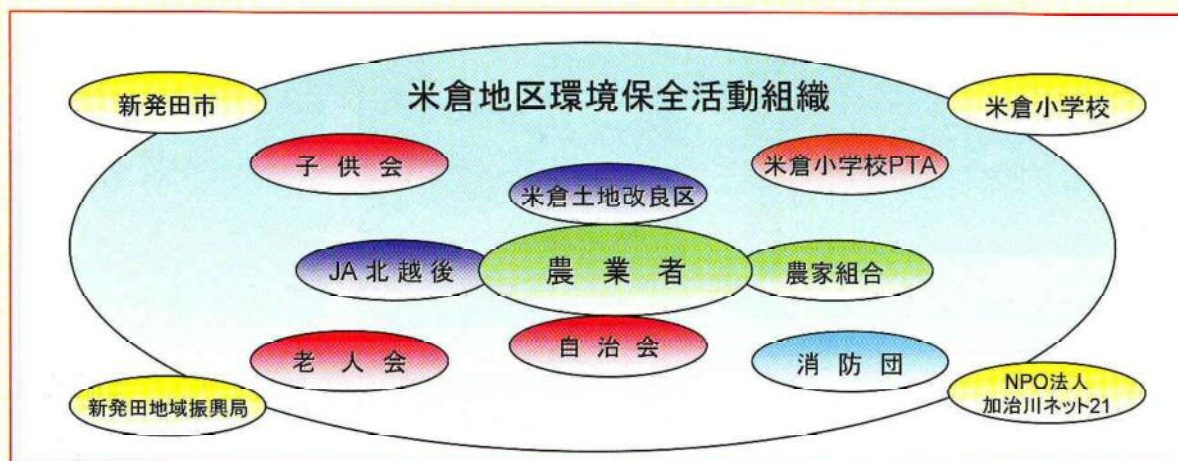 米倉地区環境保全活動組織
新発田市
米倉小学校
子供会
米倉小学校PTA
米倉土地改良区
JA北越後
農業者
農家組合
老人会
自治会
消防団
新発田地域振興局
NPO法人
加治川ネット21